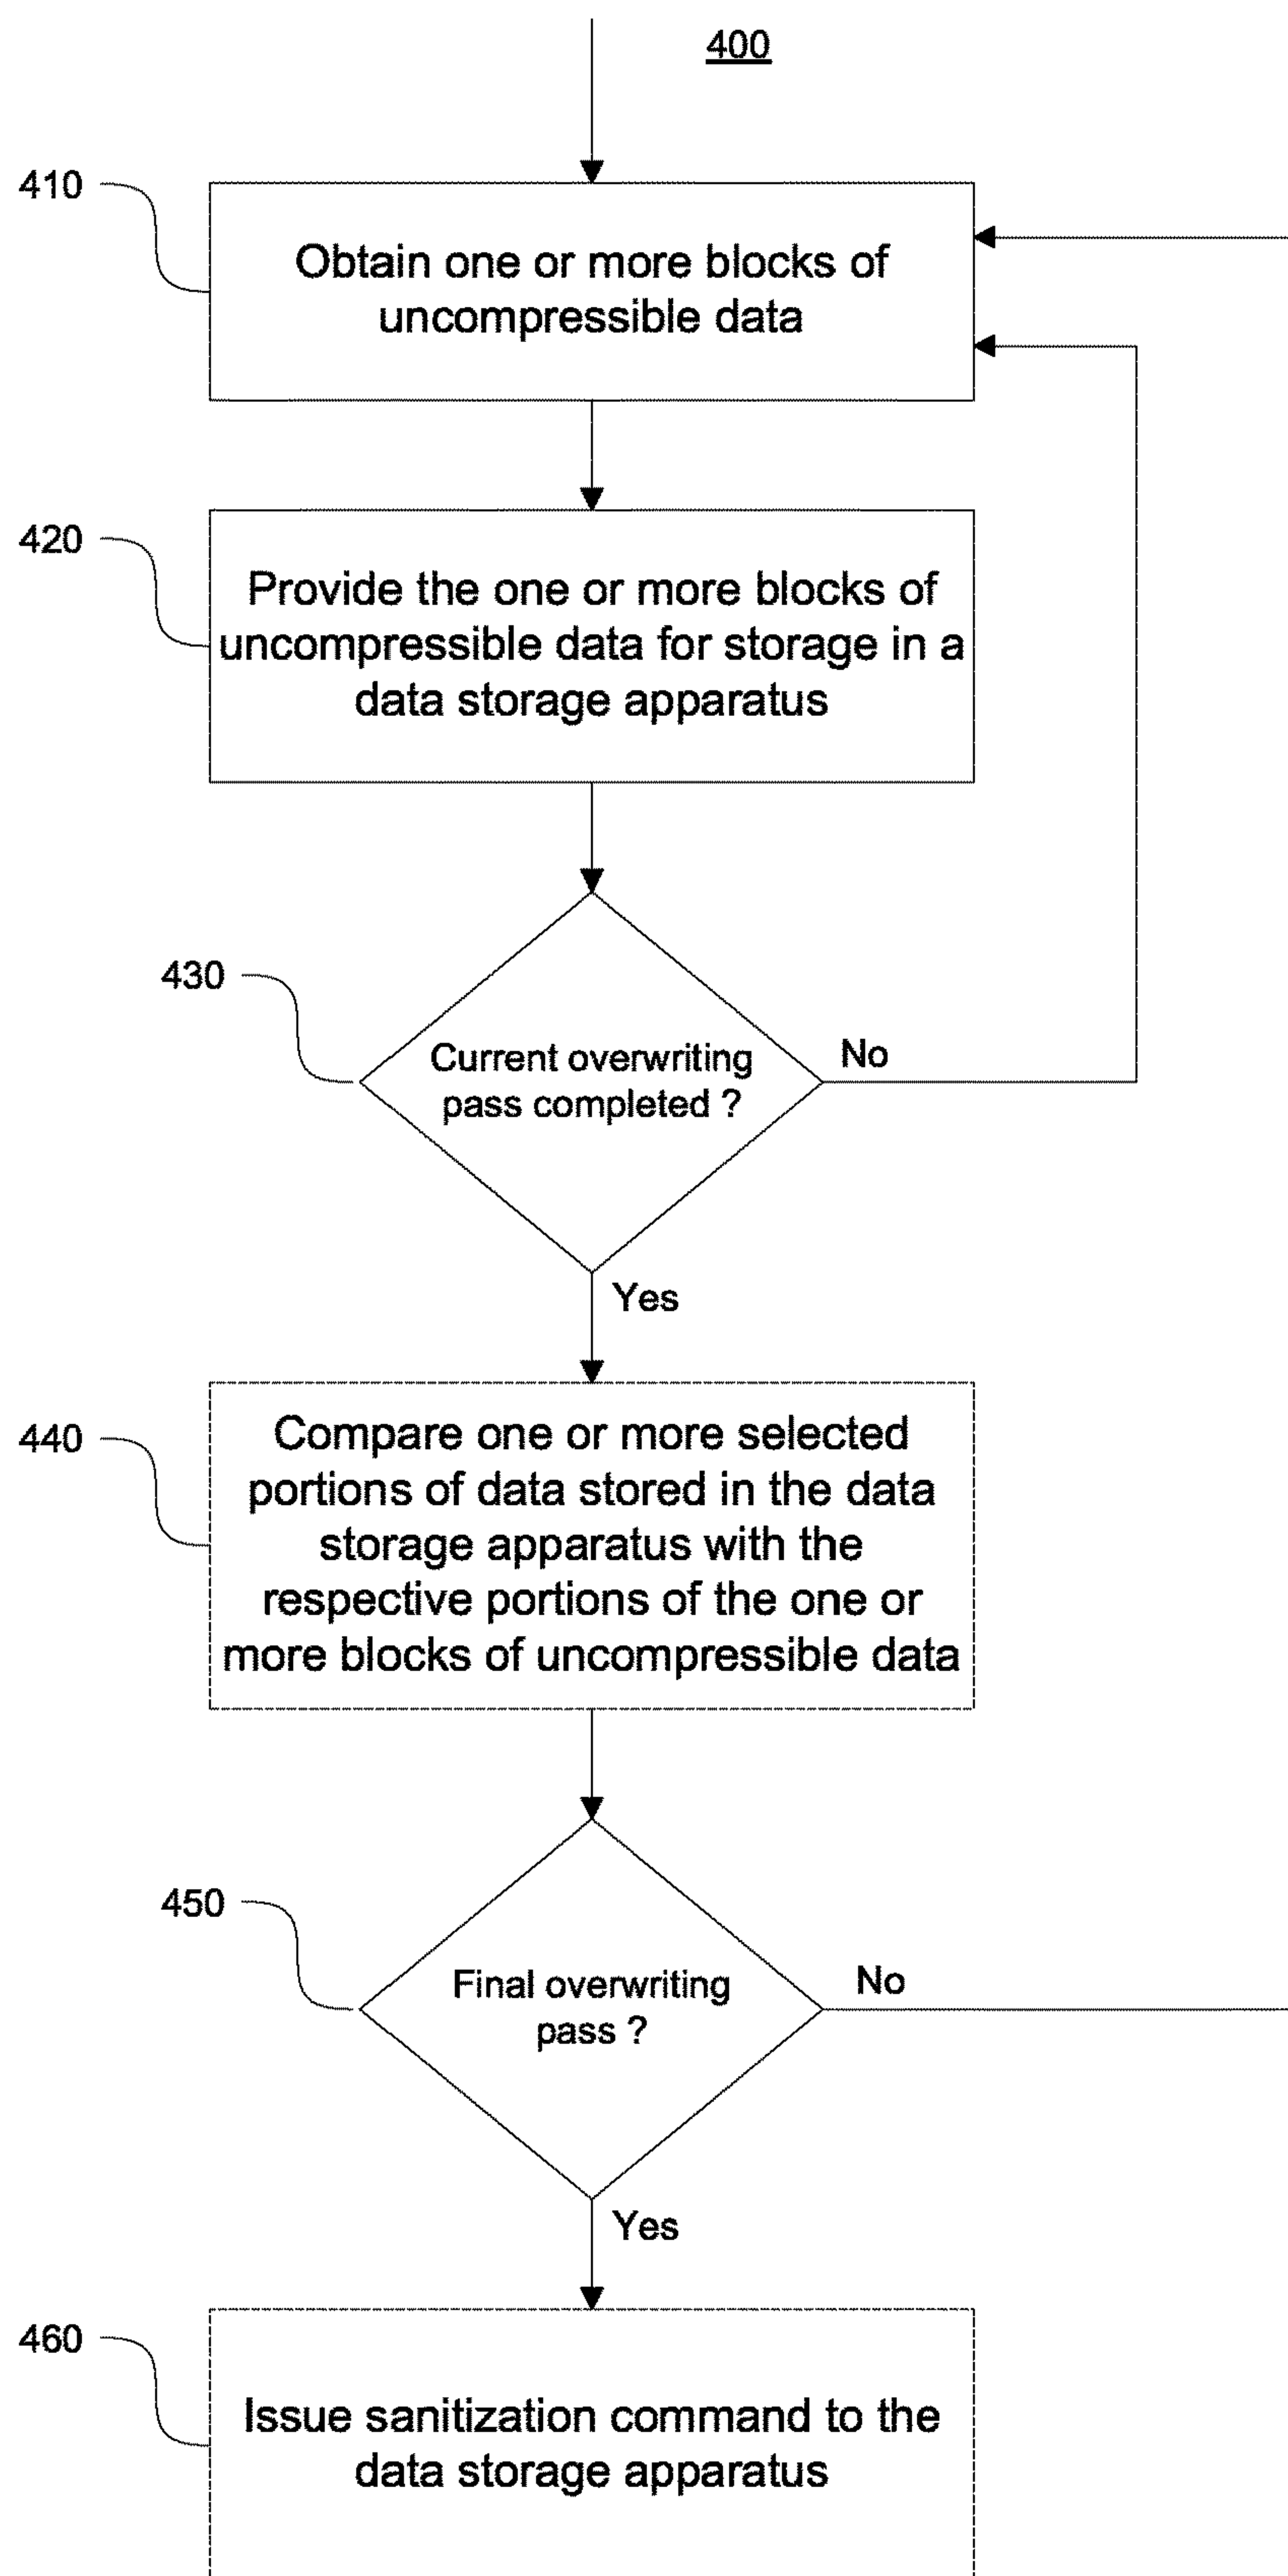 400
410
Obtain one or more blocks of
uncompressible data
420
Provide the one or more blocks of
uncompressible data for storage in a
data storage apparatus
430
Current overwriting
pass completed ?
No
Yes
440
Compare one or more selected
portions of data stored in the data
storage apparatus with the
respective portions of the one or
more blocks of uncompressible data
450
Final overwriting
pass ?
No
Yes
460
Issue sanitization command to the
data storage apparatus